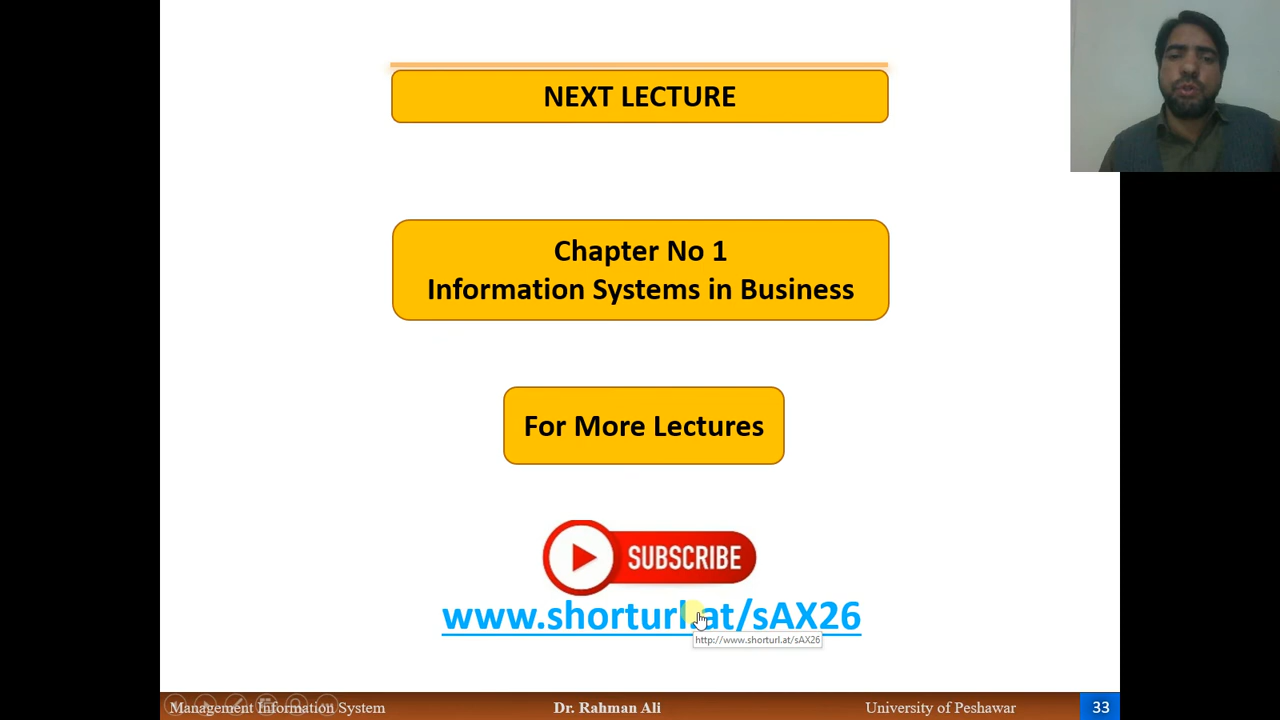 NEXT LECTURE
Chapter No 1
Information Systems in Business
For More Lectures
SUBSCRIBE
www.shorturl.at/sAX26
http://www.shorturl.at/sAX26
Management Information System
Dr. Rahman Ali
University of Peshawar
33